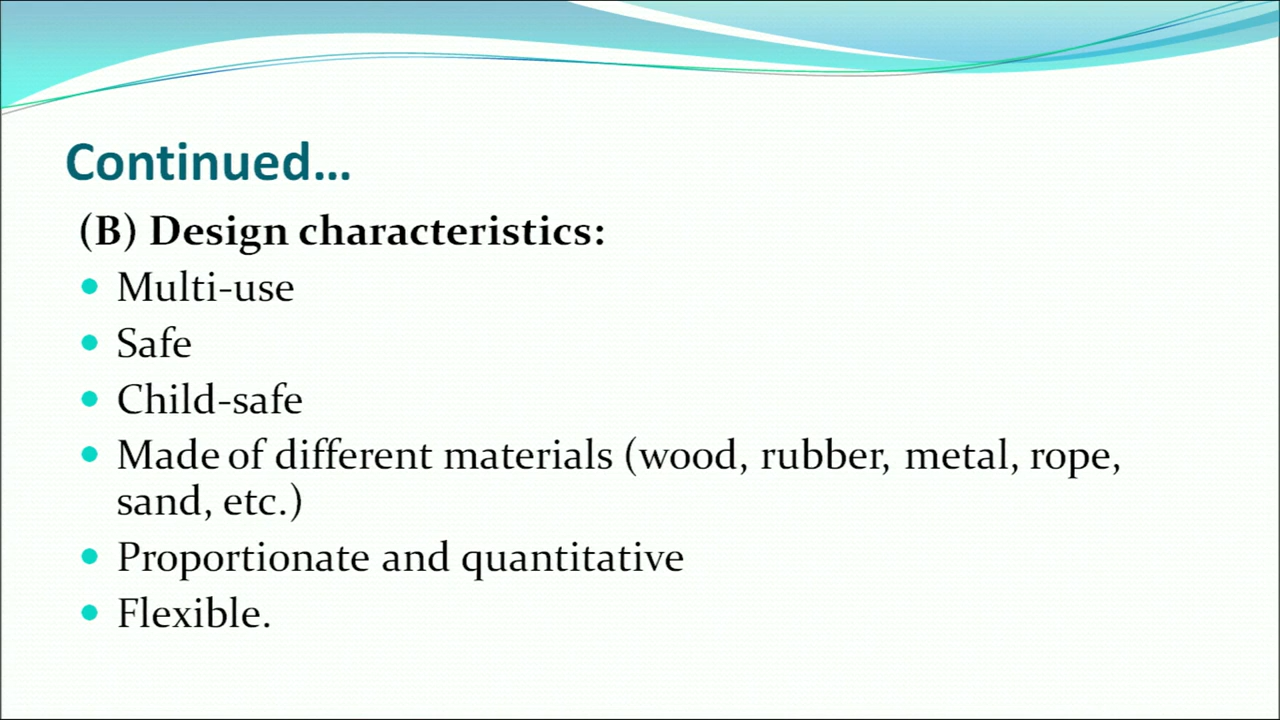 Continued...
(B) Design characteristics:
• Multi-use
• Safe
• Child-safe
• Made of different materials (wood, rubber, metal, rope,
sand, etc.)
• Proportionate and quantitative
• Flexible.